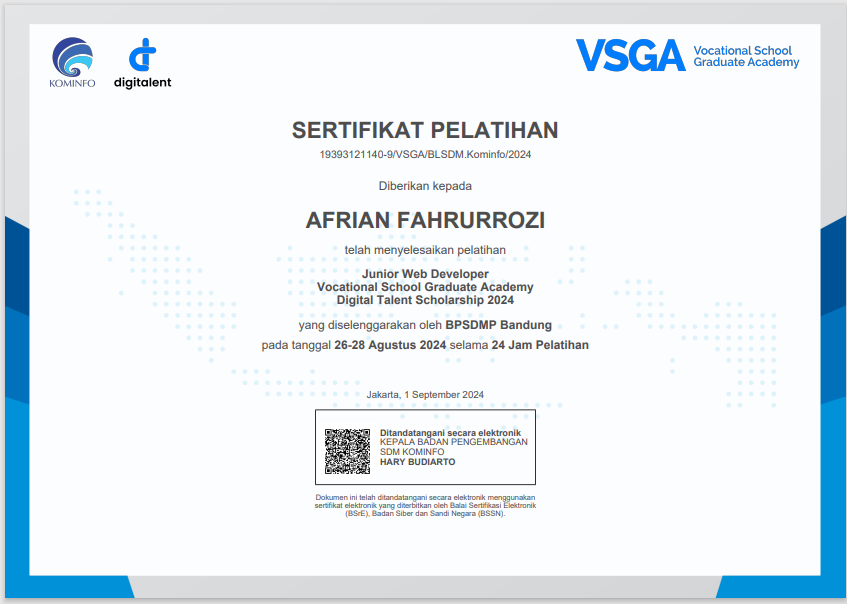 KOMINFO
digitalent
VSGA
Vocational School
Graduate Academy
SERTIFIKAT PELATIHAN
19393121140-9/VSGA/BLSDM.Kominfo/2024
Diberikan kepada
AFRIAN FAHRURROZI
telah menyelesaikan pelatihan
Junior Web Developer
Vocational School Graduate Academy
Digital Talent Scholarship 2024
yang diselenggarakan oleh BPSDMP Bandung
pada tanggal 26-28 Agustus 2024 selama 24 Jam Pelatihan
Jakarta, 1 September 2024
Ditandatangani secara elektronik
KEPALA BADAN PENGEMBANGAN
SDM KOMINFO
HARY BUDIARTO
Dokumen ini telah ditandatangani secara elektronik menggunakan
sertifikat elektronik yang diterbitkan oleh Balai Sertifikasi Elektronik
(BSrE), Badan Siber dan Sandi Negara (BSSN).